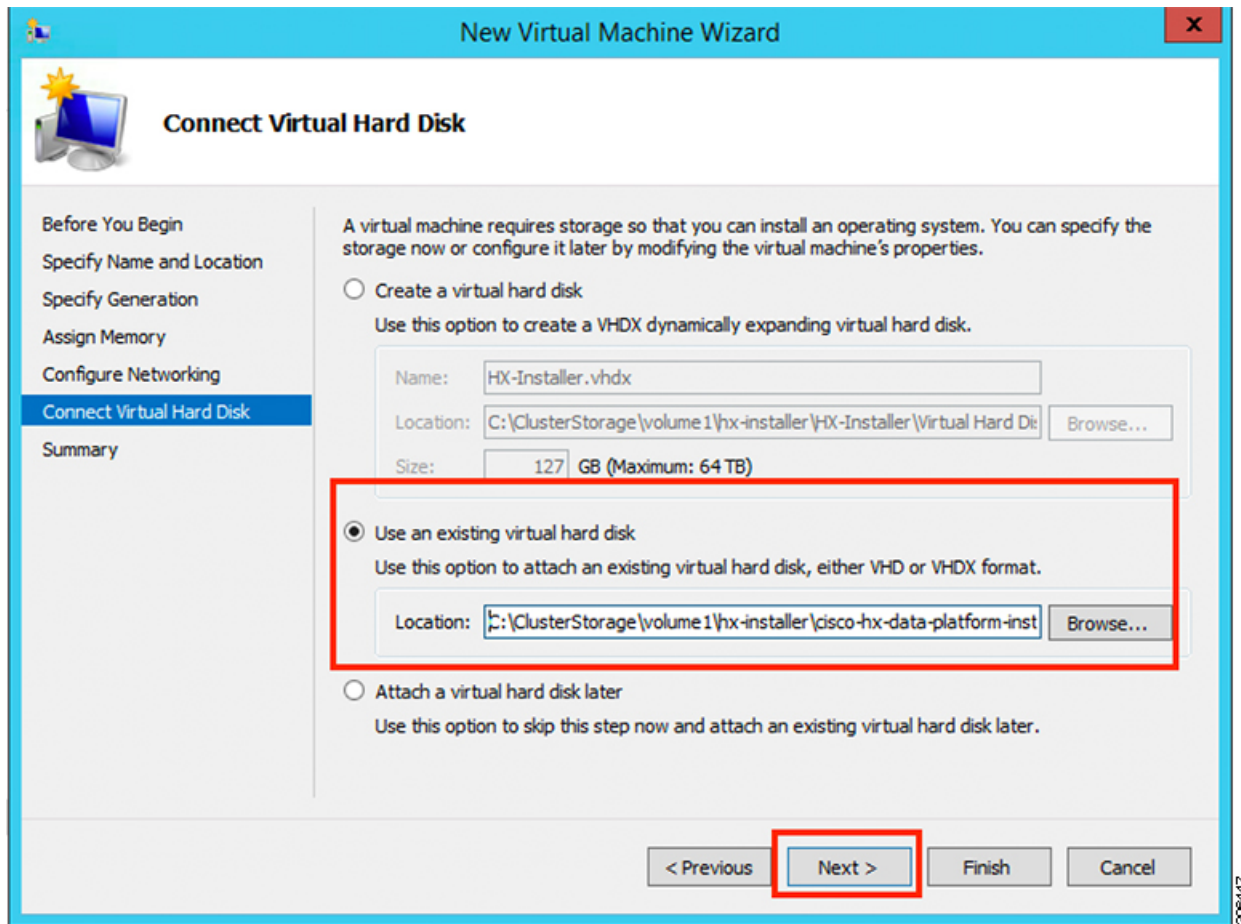 New Virtual Machine Wizard
x
Connect Virtual Hard Disk
Before You Begin
Specify Name and Location
Specify Generation
Assign Memory
Configure Networking
Connect Virtual Hard Disk
Summary
A virtual machine requires storage so that you can install an operating system. You can specify the
storage now or configure it later by modifying the virtual machine's properties.
Create a virtual hard disk
Use this option to create a VHDX dynamically expanding virtual hard disk.
Name: HX-Installer.vhdx
Location: C:\ClusterStorage\volume1\hx-installer\HX-Installer\Virtual Hard Browse...
Size: 127 GB (Maximum: 64 TB)
Use an existing virtual hard disk
Use this option to attach an existing virtual hard disk, either VHD or VHDX format.
Location: C:\ClusterStorage\volume1\hx-installer\cisco-hx-data-platform-inst Browse...
Attach a virtual hard disk later
Use this option to skip this step now and attach an existing virtual hard disk later.
< Previous Next > Finish Cancel